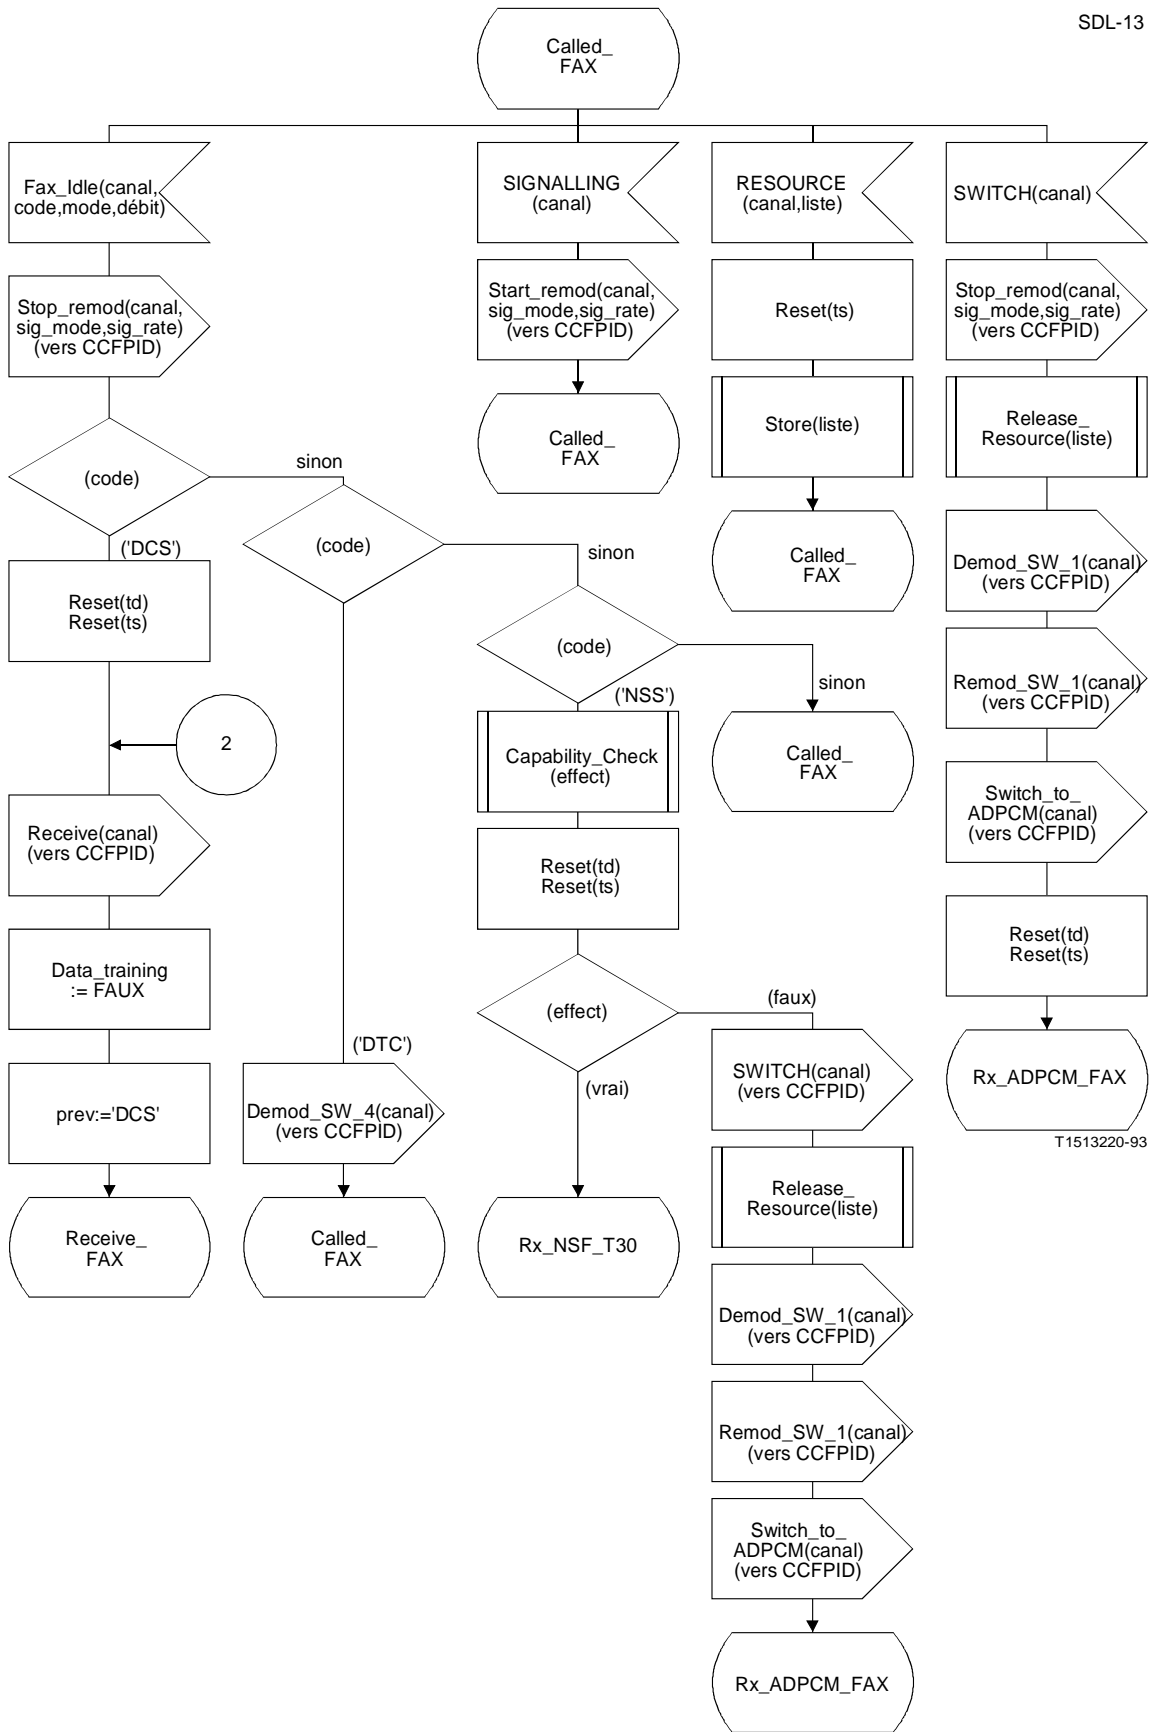 SDL-13
Called_
FAX
Fax_Idle(canal,
code,mode,débit)
SIGNALLING
(canal)
RESOURCE
(canal,liste)
SWITCH(canal)
Stop_remod(canal,
sig_mode,sig_rate)
(vers CCFPID)
Start_remod(canal,
sig_mode,sig_rate)
(vers CCFPID)
Reset(ts)
Stop_remod(canal,
sig_mode,sig_rate)
(vers CCFPID)
Called_
FAX
Store(liste)
Release_
Resource(liste)
(code)
sinon
('DCS')
(code)
sinon
Called_
FAX
Demod_SW_1(canal)
(vers CCFPID)
Reset(td)
Reset(ts)
(code)
sinon
('NSS')
Remod_SW_1(canal)
(vers CCFPID)
2
Capability_Check
(effect)
Called_
FAX
Switch_to_
ADPCM(canal)
(vers CCFPID)
Receive(canal)
(vers CCFPID)
Reset(td)
Reset(ts)
Reset(td)
Reset(ts)
Data_training
:= FAUX
(effect)
(faux)
(vrai)
('DTC')
SWITCH(canal)
(vers CCFPID)
Rx_ADPCM_FAX
prev:='DCS'
Demod_SW_4(canal)
(vers CCFPID)
T1513220-93
Receive_
FAX
Called_
FAX
Rx_NSF_T30
Release_
Resource(liste)
Demod_SW_1(canal)
(vers CCFPID)
Remod_SW_1(canal)
(vers CCFPID)
Switch_to_
ADPCM(canal)
(vers CCFPID)
Rx_ADPCM_FAX